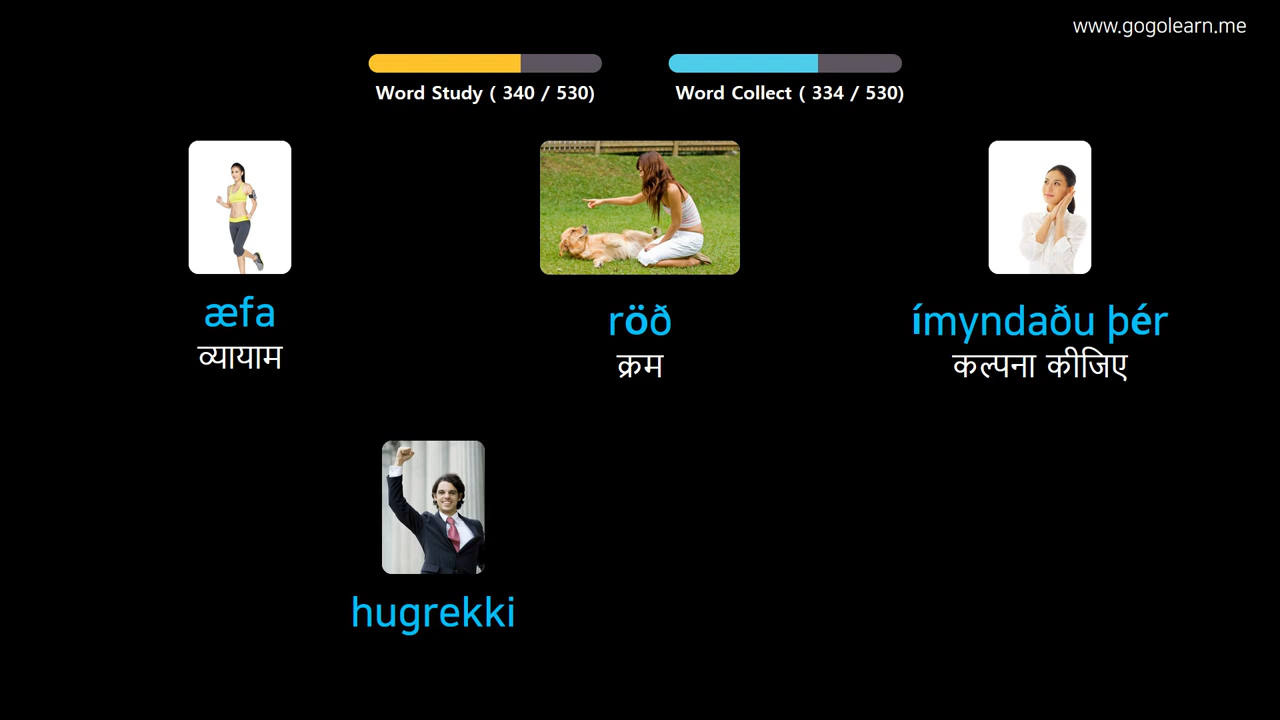 www.gogolearn.me
Word Study ( 340 / 530)
Word Collect ( 334 / 530)
æfa
व्यायाम
röð
क्रम
ímyndaðu þér
कल्पना कीजिए
hugrekki